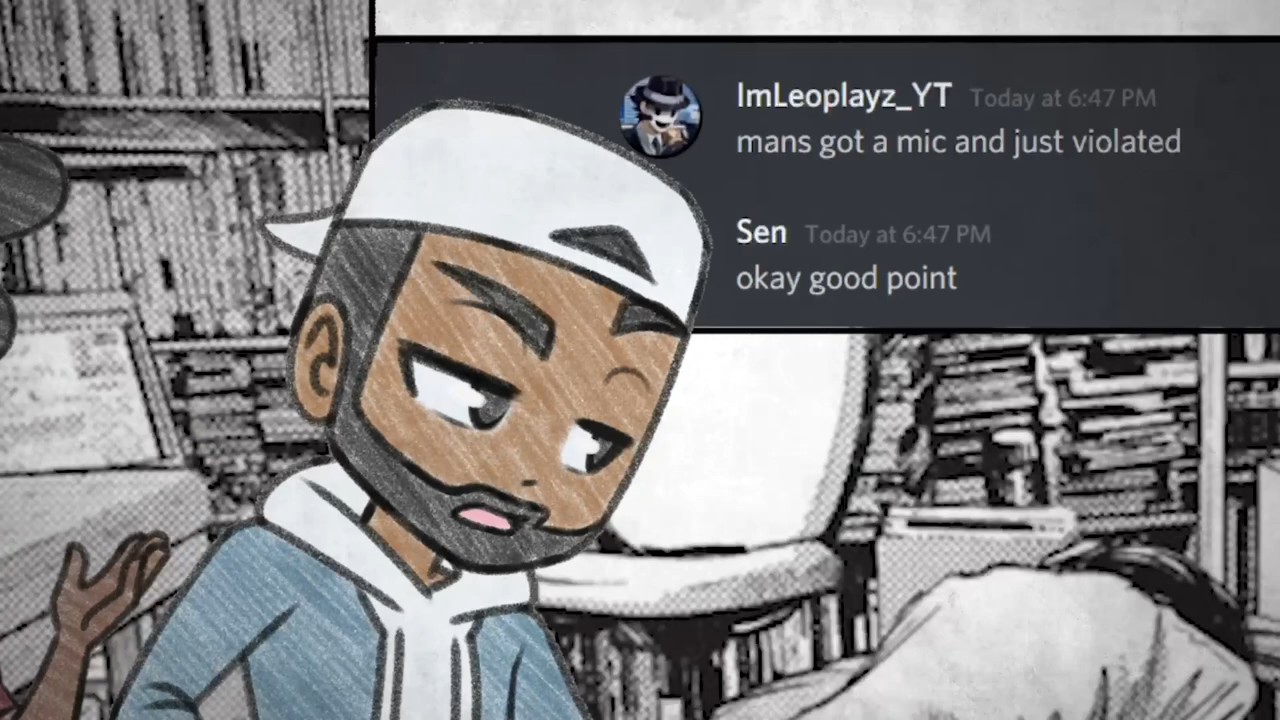 ImLeoplayz_YT Today at 6:47 PM
mans got a mic and just violated
Sen Today at 6:47 PM
okay good point